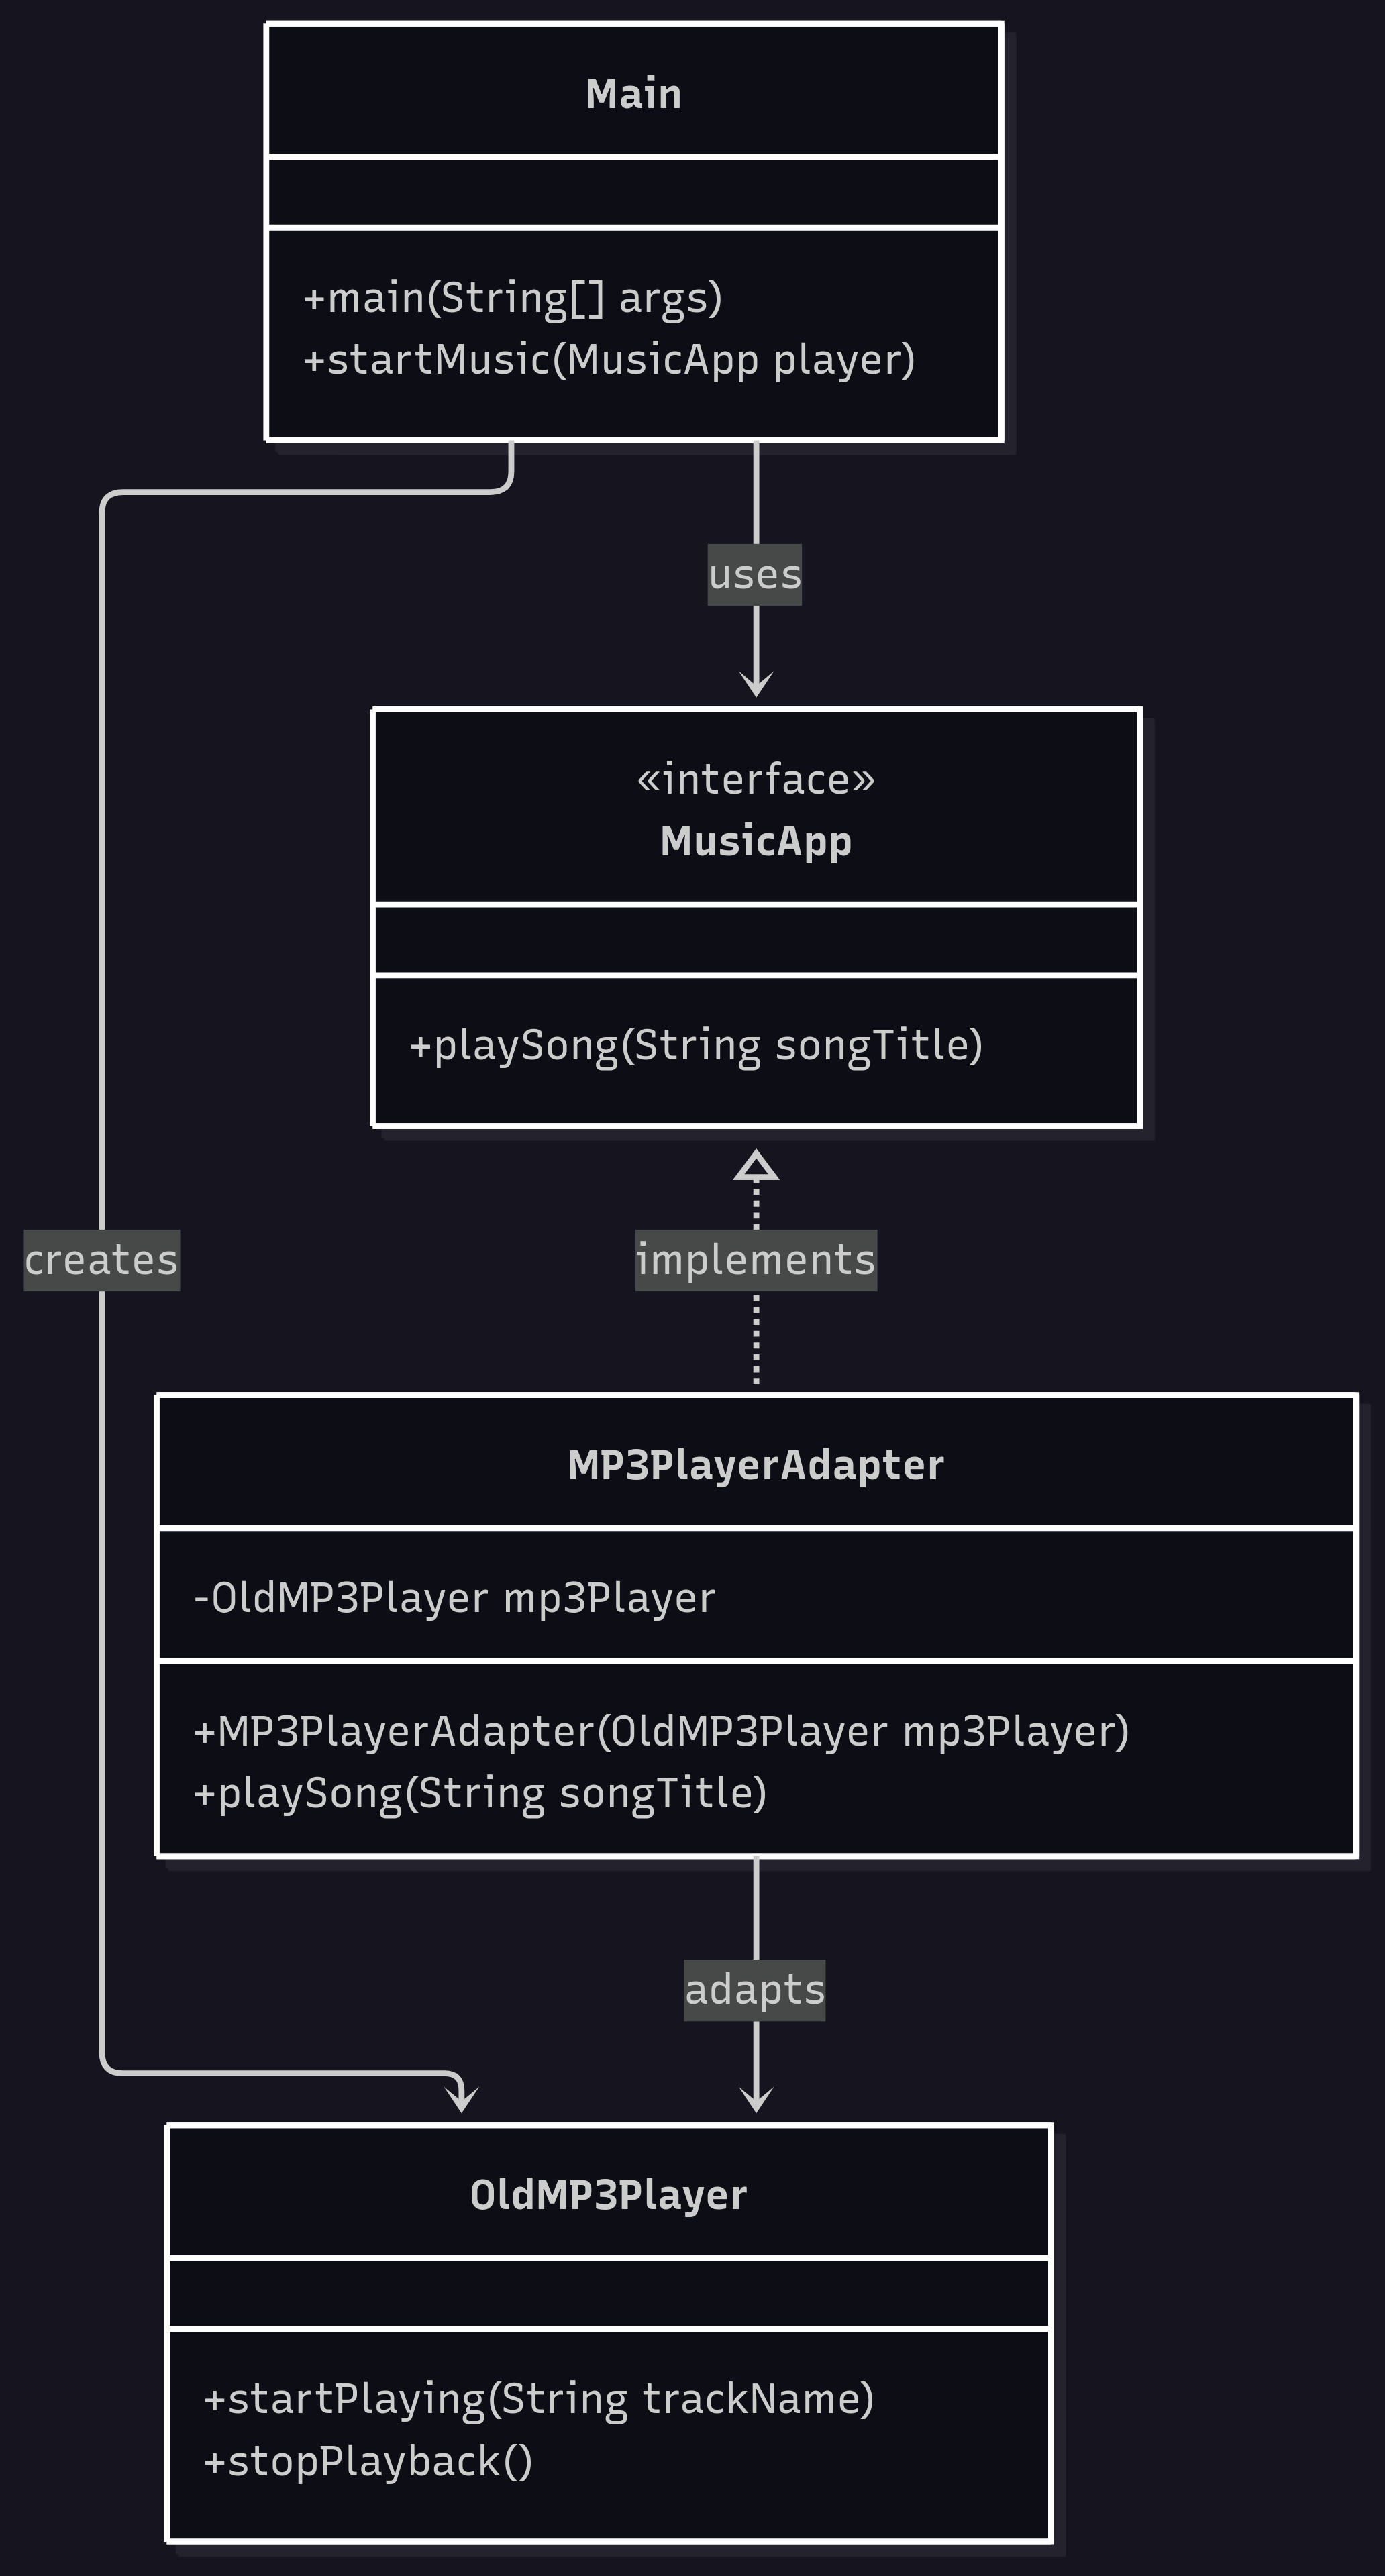 Main
+main(String[] args)
+startMusic(MusicApp player)
uses
«interface»
MusicApp
+playSong(String songTitle)
creates
implements
MP3PlayerAdapter
-OldMP3Player mp3Player
+MP3PlayerAdapter(OldMP3Player mp3Player)
+playSong(String songTitle)
adapts
OldMP3Player
+startPlaying(String trackName)
+stopPlayback()